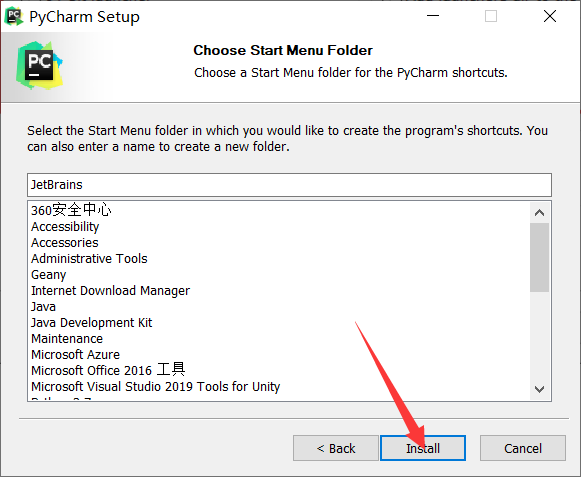 PyCharm Setup
PC
Choose Start Menu Folder
Choose a Start Menu folder for the PyCharm shortcuts.
Select the Start Menu folder in which you would like to create the program's shortcuts. You
can also enter a name to create a new folder.
JetBrains
360安全中心
Accessibility
Accessories
Administrative Tools
Geany
Internet Download Manager
Java
Java Development Kit
Maintenance
Microsoft Azure
Microsoft Office 2016 工具
Microsoft Visual Studio 2019 Tools for Unity
< Back
Install
Cancel